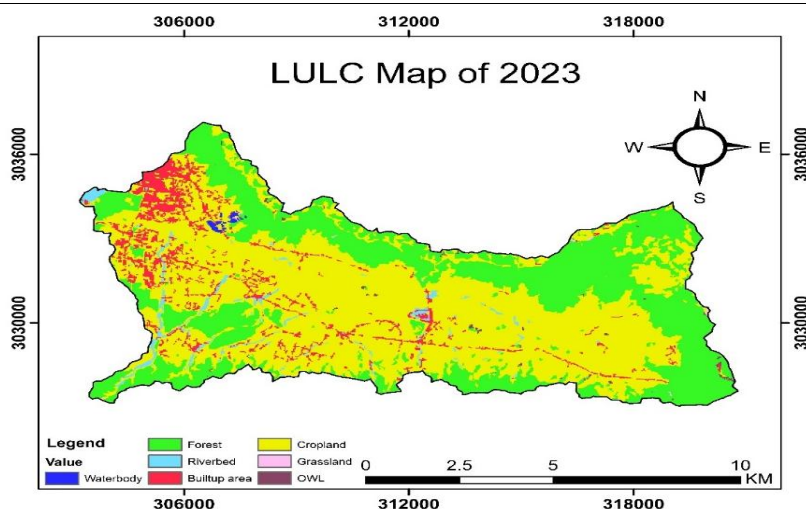 306000 312000 318000
LULC Map of 2023
N
W E
S
3036000 3036000
3030000 3030000
Legend
Value
Waterbody
Forest
Riverbed
Builtup area
Cropland
Grassland
OWL
0 2.5 5 10
KM
306000 312000 318000